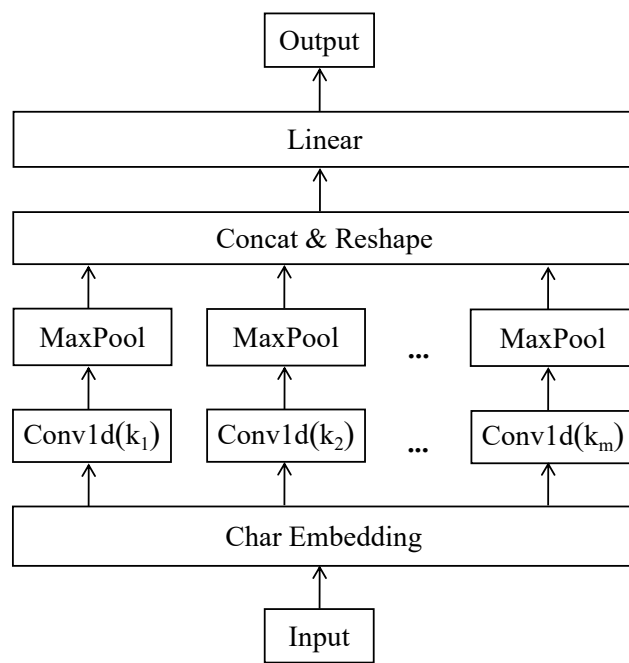 Output
Linear
Concat & Reshape
MaxPool MaxPool ... MaxPool
Conv1d(k₁) Conv1d(k₂) ... Conv1d(kₘ)
Char Embedding
Input